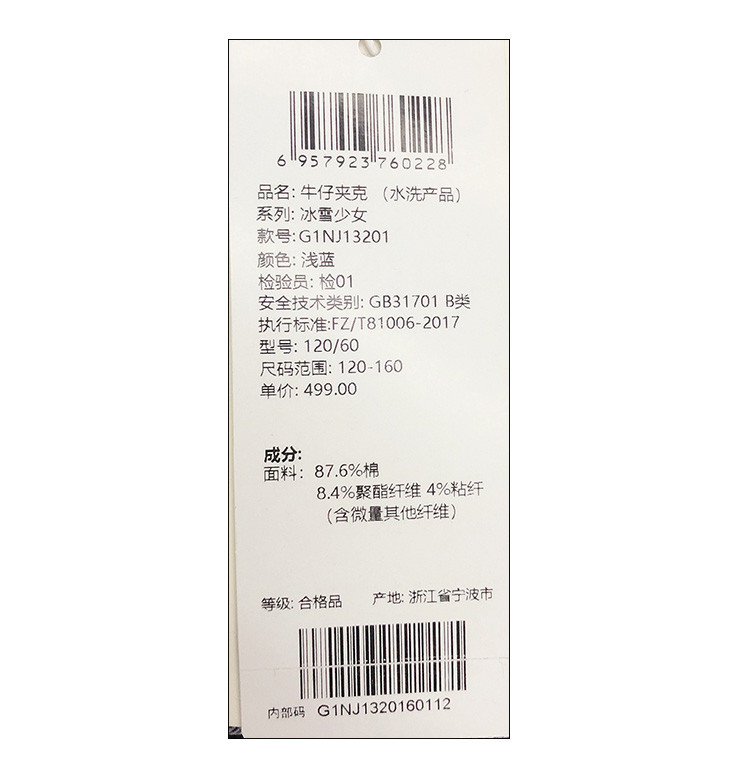 6 957923 760228
品名: 牛仔夹克 （水洗产品）
系列: 冰雪少女
款号:G1NJ13201
颜色: 浅蓝
检验员: 检01
安全技术类别: GB31701 B类
执行标准:FZ/T81006-2017
型号: 120/60
尺码范围: 120-160
单价: 499.00
成分:
面料: 87.6%棉
8.4%聚酯纤维 4%粘纤
（含微量其他纤维）
等级: 合格品 产地: 浙江省宁波市
内部码 G1NJ1320160112